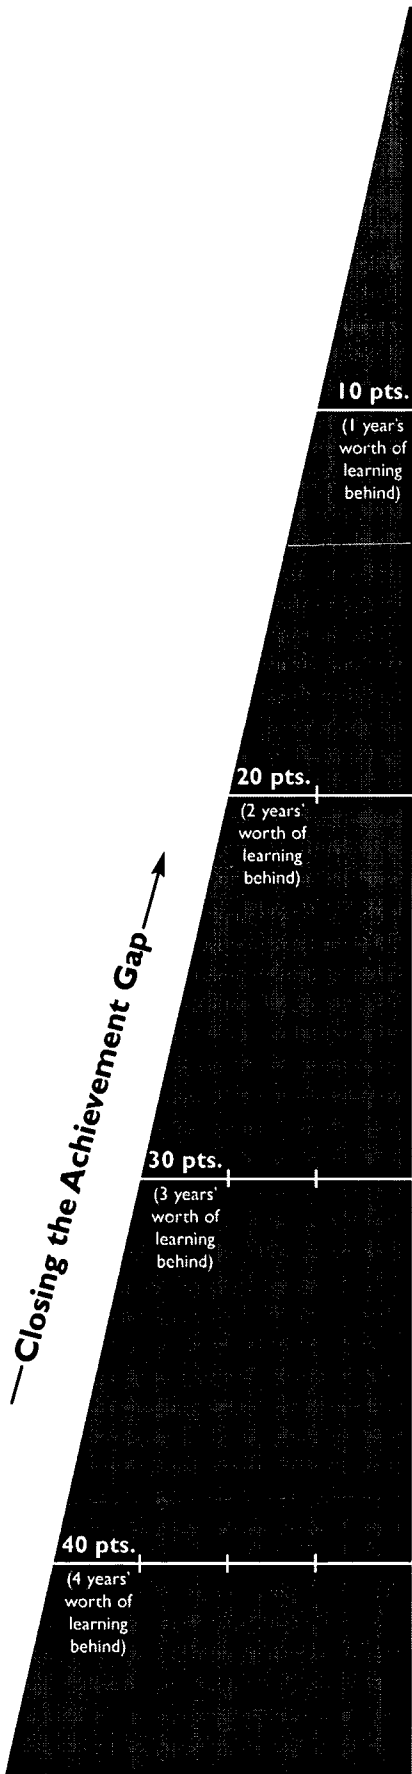 10 pts.
(1 year's
worth of
learning
behind)
20 pts.
(2 years'
worth of
learning
behind)
Closing the Achievement Gap
30 pts.
(3 years'
worth of
learning
behind)
40 pts.
(4 years'
worth of
learning
behind)